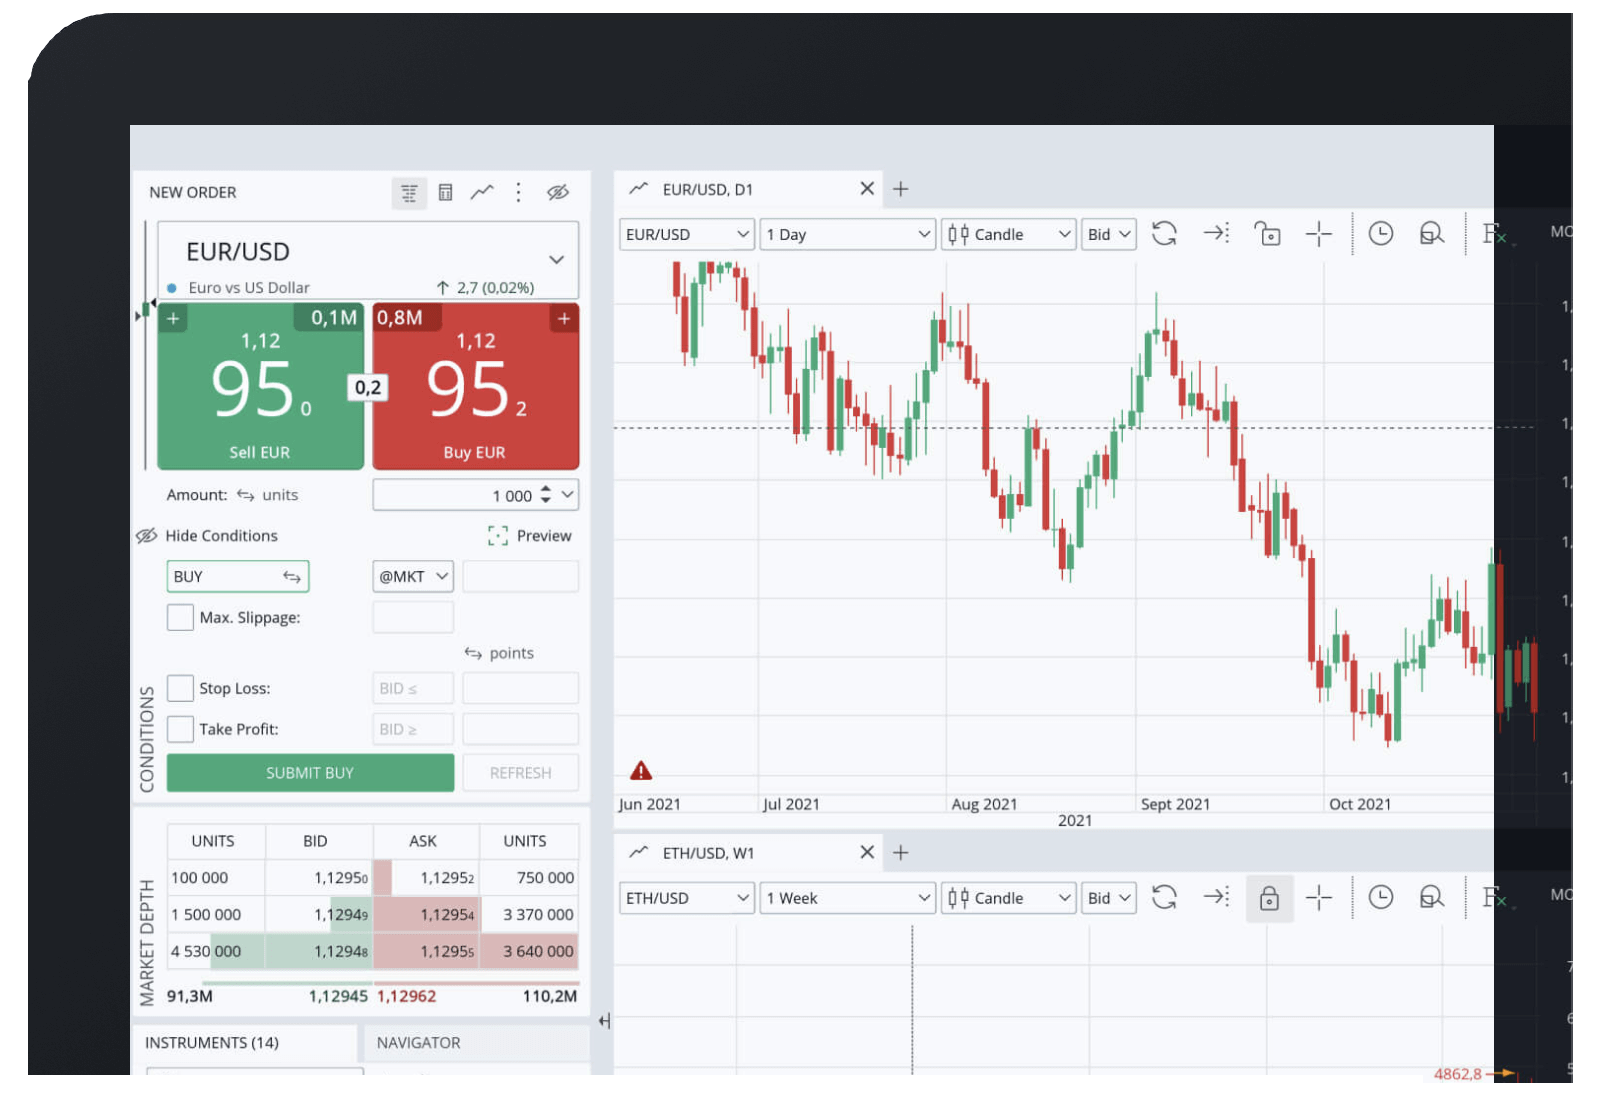 NEW ORDER
EUR/USD
Euro vs US Dollar ↑ 2,7 (0,02%)
+ 0,1M 0,8M +
1,12 1,12
95 0 0,2 95 2
Sell EUR Buy EUR
Amount: units 1 000
Hide Conditions Preview
BUY @MKT
Max. Slippage:
points
Stop Loss: BID ≤
Take Profit: BID ≥
SUBMIT BUY REFRESH
CONDITIONS
UNITS BID ASK UNITS
100 000 1,12950 1,12952 750 000
1 500 000 1,12949 1,12954 3 370 000
4 530 000 1,12948 1,12955 3 640 000
91,3M 1,12945 1,12962 110,2M
MARKET DEPTH
INSTRUMENTS (14) NAVIGATOR
EUR/USD, D1
EUR/USD 1 Day Candle Bid Fx
Jun 2021 Jul 2021 Aug 2021 Sept 2021 Oct 2021
2021
ETH/USD, W1
ETH/USD 1 Week Candle Bid Fx
4862,8